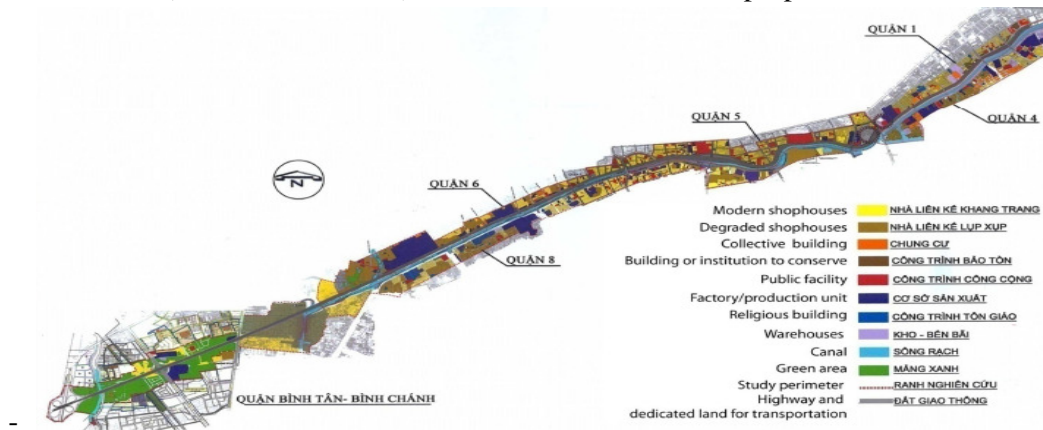 QUẬN 1
QUẬN 5
QUẬN 4
QUẬN 6
N
QUẬN 8
QUẬN BÌNH TÂN- BÌNH CHÁNH
Modern shophouses NHÀ LIÊN KẾ KHANG TRANG
Degraded shophouses NHÀ LIÊN KẾ LỤP XỤP
Collective building CHUNG CƯ
Building or institution to conserve CÔNG TRÌNH BẢO TỒN
Public facility CÔNG TRÌNH CÔNG CỘNG
Factory/production unit CƠ SỞ SẢN XUẤT
Religious building CÔNG TRÌNH TÔN GIÁO
Warehouses KHO - BẾN BÃI
Canal SÔNG RẠCH
Green area MẢNG XANH
Study perimeter RANH NGHIÊN CỨU
Highway and
dedicated land for transportation ĐẤT GIAO THÔNG
-